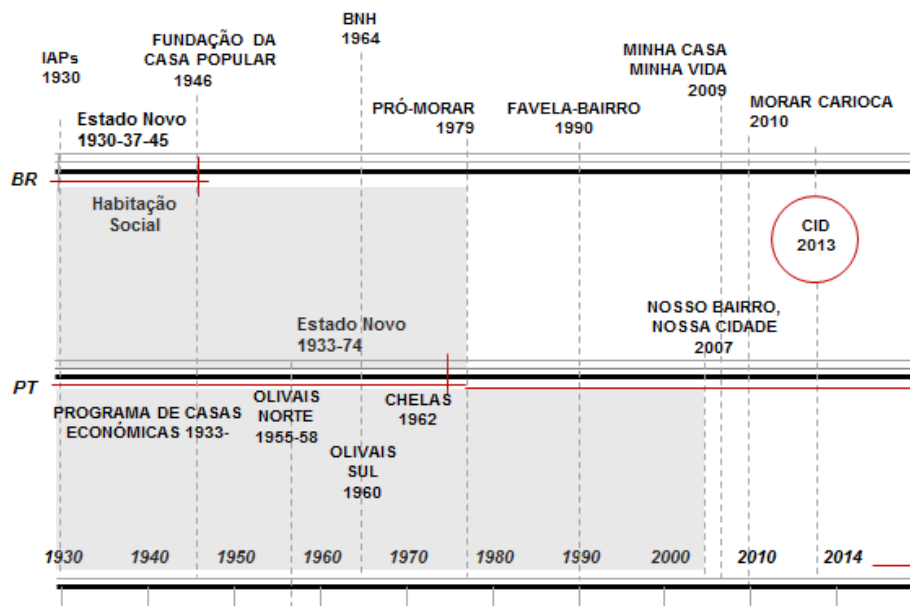 IAPs
1930
FUNDAÇÃO DA
CASA POPULAR
1946
BNH
1964
PRÓ-MORAR
1979
FAVELA-BAIRRO
1990
MINHA CASA
MINHA VIDA
2009
MORAR CARIOCA
2010
Estado Novo
1930-37-45
BR
Habitação
Social
CID
2013
Estado Novo
1933-74
NOSSO BAIRRO,
NOSSA CIDADE
2007
PT
PROGRAMA DE CASAS
ECONÓMICAS 1933-
OLIVAIS
NORTE
1955-58
OLIVAIS
SUL
1960
CHELAS
1962
1930 1940 1950 1960 1970 1980 1990 2000 2010 2014